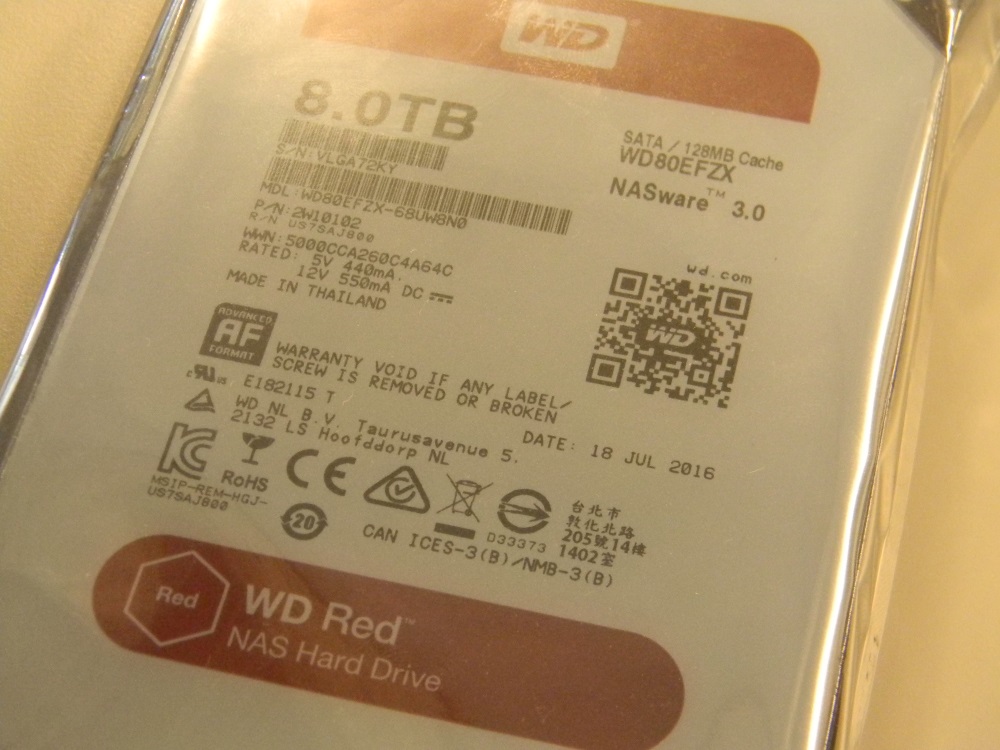 WD
8.0TB
S/N:VLGA72KY
MDL:WD80EFZX-68UW8N0
P/N:2W10102
R/N US7SAJ800
WWN:5000CCA260C4A64C
RATED: 5V 440mA.
12V 550mA DC
MADE IN THAILAND
SATA / 128MB Cache
WD80EFZX
NASware™ 3.0
wd.com
WD
ADVANCED
AF
FORMAT
WARRANTY VOID IF ANY LABEL/
SCREW IS REMOVED OR BROKEN
E182115 T
WD NL B.V. Taurusavenue 5.
2132 LS Hoofddorp NL
DATE: 18 JUL 2016
RoHS
MSIP-REM-HGJ-
US7SAJ800
20
CE
D33373
台北市
敦化北路
205號14樓
1402室
CAN ICES-3(B)/NMB-3(B)
Red
WD Red™
NAS Hard Drive